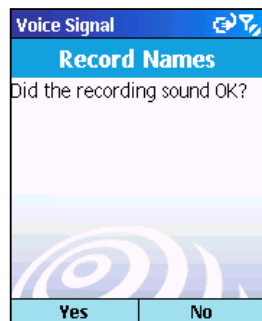 Voice Signal
Record Names
Did the recording sound OK?
Yes No